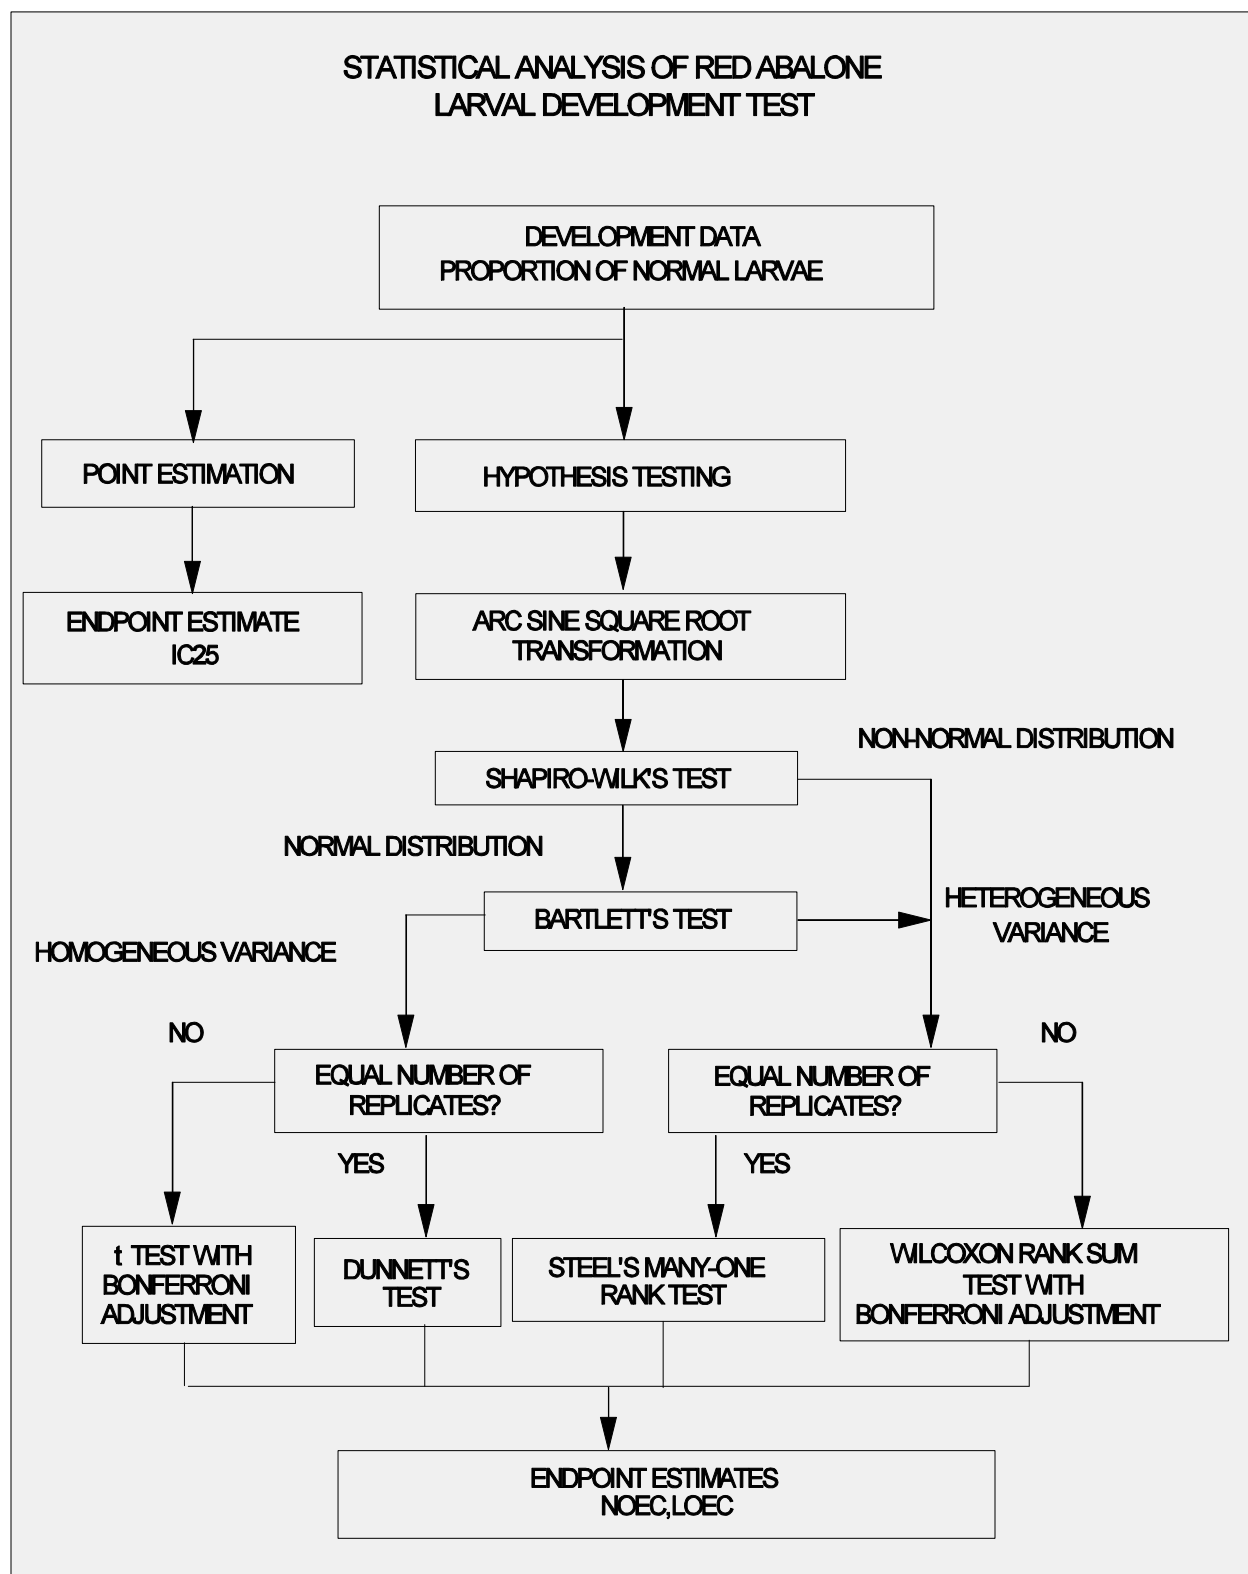 STATISTICAL ANALYSIS OF RED ABALONE
LARVAL DEVELOPMENT TEST
DEVELOPMENT DATA
PROPORTION OF NORMAL LARVAE
POINT ESTIMATION
HYPOTHESIS TESTING
ENDPOINT ESTIMATE
IC25
ARC SINE SQUARE ROOT
TRANSFORMATION
NON-NORMAL DISTRIBUTION
SHAPIRO-WILK'S TEST
NORMAL DISTRIBUTION
HETEROGENEOUS
VARIANCE
BARTLETT'S TEST
HOMOGENEOUS VARIANCE
NO
NO
EQUAL NUMBER OF
REPLICATES?
EQUAL NUMBER OF
REPLICATES?
YES
YES
t TEST WITH
BONFERRONI
ADJUSTMENT
DUNNETT'S
TEST
STEEL'S MANY-ONE
RANK TEST
WILCOXON RANK SUM
TEST WITH
BONFERRONI ADJUSTMENT
ENDPOINT ESTIMATES
NOEC,LOEC